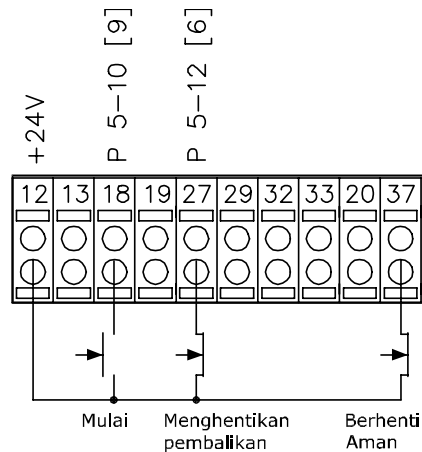 +24V
P 5-10 [9]
P 5-12 [6]
12 13 18 19 27 29 32 33 20 37
Mulai Menghentikan Berhenti
pembalikan Aman